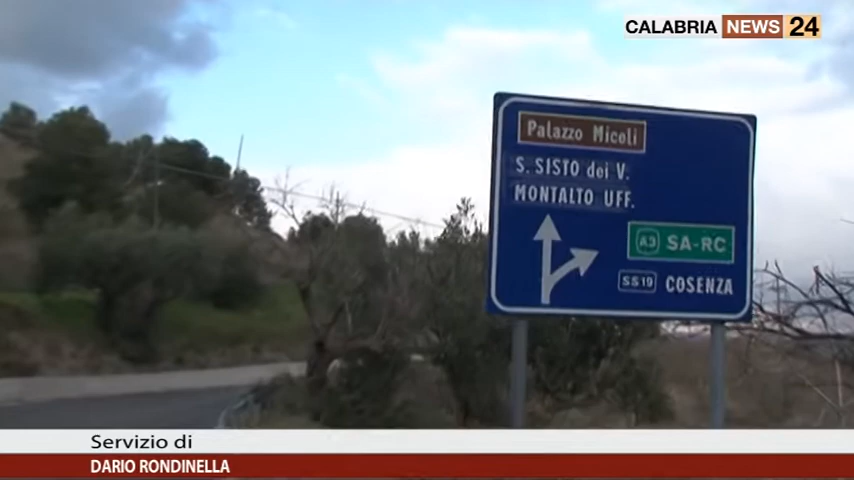 CALABRIA NEWS 24
Palazzo Micoli
S. SISTO dei V.
MONTALTO UFF.
A3 SA-RC
SS19 COSENZA
Servizio di
DARIO RONDINELLA